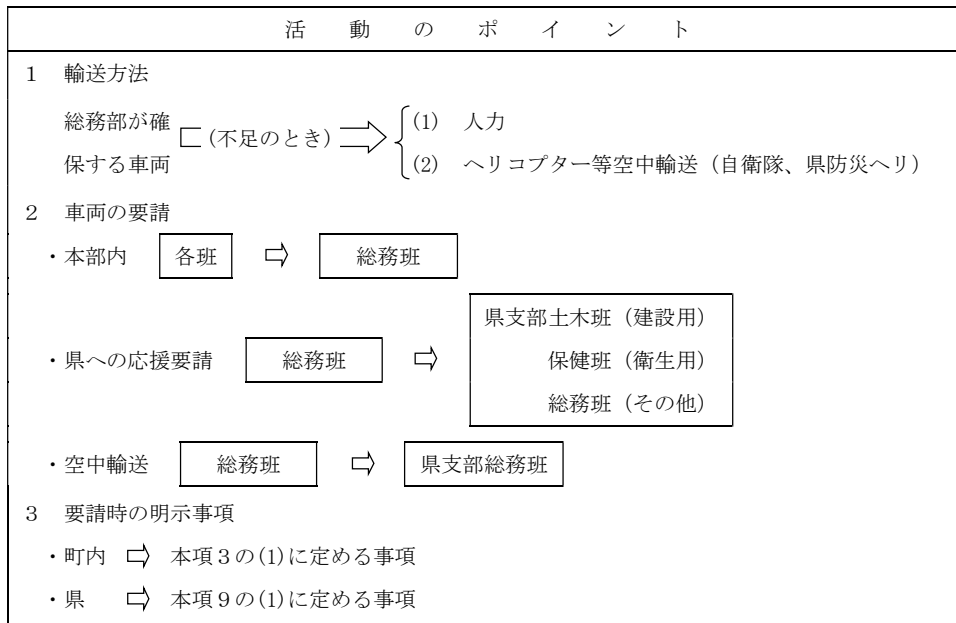 活動のポイント
１　輸送方法
総務部が確保する車両
(不足のとき)
(1)　人力
(2)　ヘリコプター等空中輸送（自衛隊、県防災ヘリ）
２　車両の要請
・本部内　各班　⇨　総務班
・県への応援要請　総務班　⇨
県支部土木班（建設用）
保健班（衛生用）
総務班（その他）
・空中輸送　総務班　⇨　県支部総務班
３　要請時の明示事項
・町内　⇨　本項３の(1)に定める事項
・県　⇨　本項９の(1)に定める事項